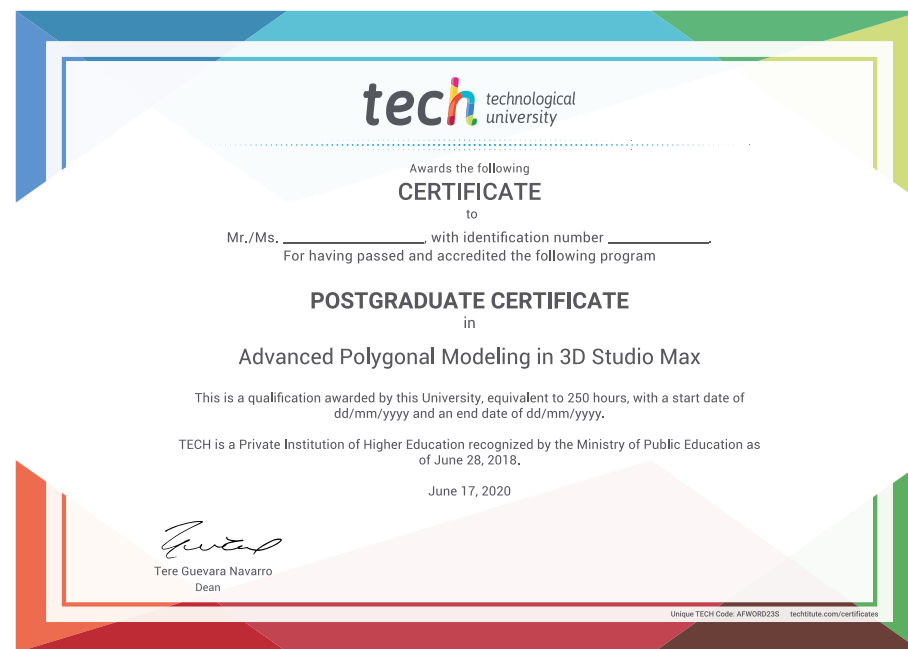 tech technological
university
Awards the following
CERTIFICATE
to
Mr./Ms. ____________________, with identification number ______________.
For having passed and accredited the following program
POSTGRADUATE CERTIFICATE
in
Advanced Polygonal Modeling in 3D Studio Max
This is a qualification awarded by this University, equivalent to 250 hours, with a start date of
dd/mm/yyyy and an end date of dd/mm/yyyy.
TECH is a Private Institution of Higher Education recognized by the Ministry of Public Education as
of June 28, 2018.
June 17, 2020
Tere Guevara Navarro
Dean
Unique TECH Code: AFWORD23S techtitute.com/certificates